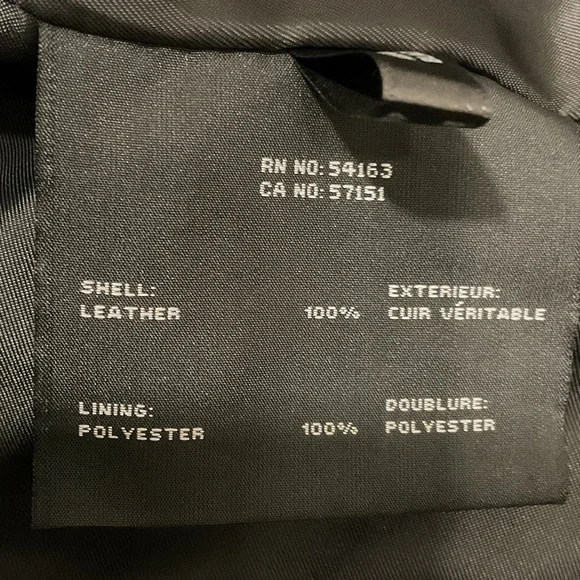 RN NO: 54163
CA NO: 57151
SHELL: EXTERIEUR:
LEATHER 100% CUIR VÉRITABLE
LINING: DOUBLURE:
POLYESTER 100% POLYESTER